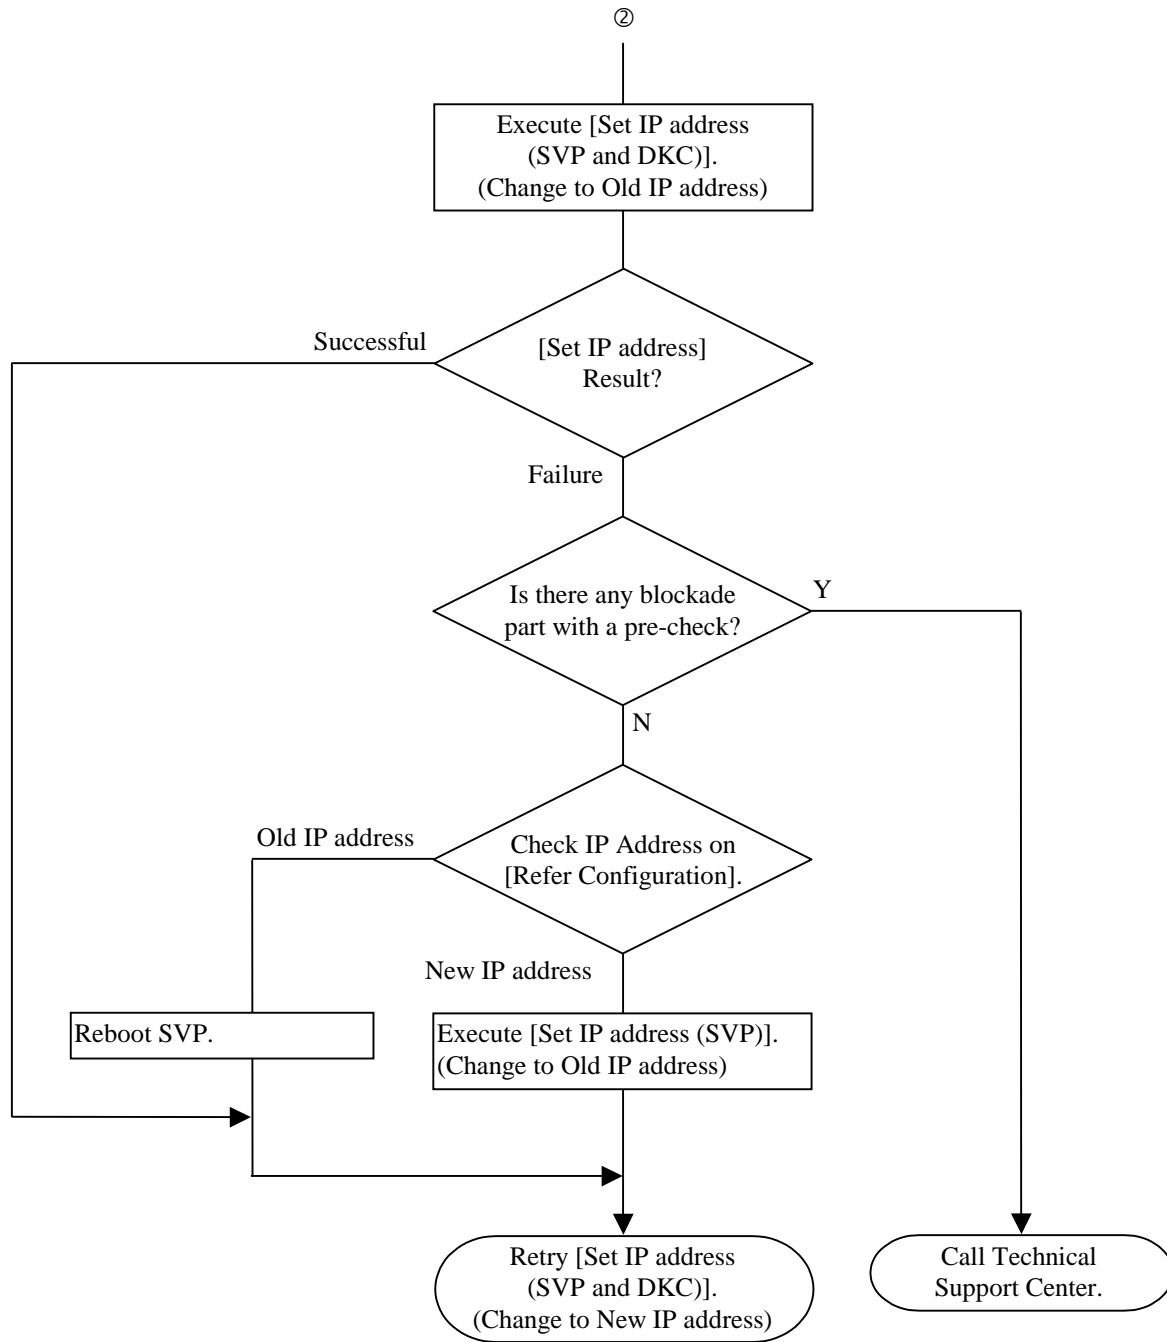 ②
Execute [Set IP address
(SVP and DKC)].
(Change to Old IP address)
Successful
[Set IP address]
Result?
Failure
Is there any blockade
part with a pre-check?
Y
N
Old IP address
Check IP Address on
[Refer Configuration].
New IP address
Reboot SVP.
Execute [Set IP address (SVP)].
(Change to Old IP address)
Retry [Set IP address
(SVP and DKC)].
(Change to New IP address)
Call Technical
Support Center.